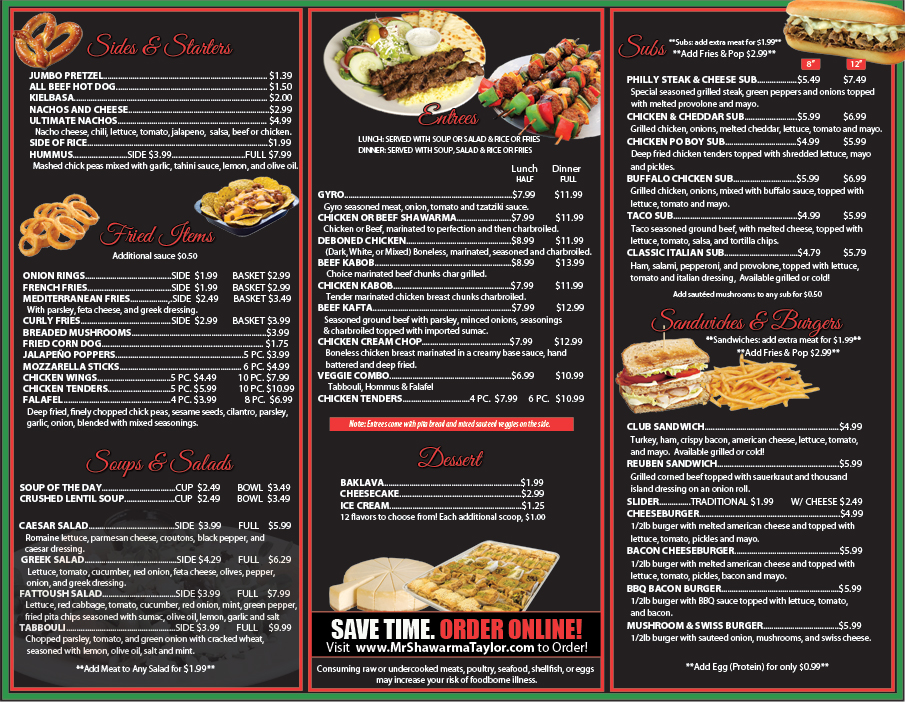 Sides & Starters
JUMBO PRETZEL..........$1.39
ALL BEEF HOT DOG..........$1.50
KIELBASA..........$2.00
NACHOS AND CHEESE..........$2.99
ULTIMATE NACHOS..........$4.99
Nacho cheese, chili, lettuce, tomato, jalapeno, salsa, beef or chicken.
SIDE OF RICE..........$1.99
HUMMUS..........SIDE $3.99..........FULL $7.99
Mashed chick peas mixed with garlic, tahini sauce, lemon, and olive oil.
Fried Items
Additional sauce $0.50
ONION RINGS..........SIDE $1.99 BASKET $2.99
FRENCH FRIES..........SIDE $1.99 BASKET $2.99
MEDITERRANEAN FRIES..........SIDE $2.49 BASKET $3.49
With parsley, feta cheese, and greek dressing.
CURLY FRIES..........SIDE $2.99 BASKET $3.99
BREADED MUSHROOMS..........$3.99
FRIED CORN DOG..........$1.75
JALAPEÑO POPPERS..........5 PC. $3.99
MOZZARELLA STICKS..........6 PC. $4.99
CHICKEN WINGS..........5 PC. $4.49 10 PC. $7.99
CHICKEN TENDERS..........5 PC. $5.99 10 PC. $10.99
FALAFEL..........4 PC. $3.99 8 PC. $6.99
Deep fried, finely chopped chick peas, sesame seeds, cilantro, parsley,
garlic, onion, blended with mixed seasonings.
Soups & Salads
SOUP OF THE DAY..........CUP $2.49 BOWL $3.49
CRUSHED LENTIL SOUP..........CUP $2.49 BOWL $3.49
CAESAR SALAD..........SIDE $3.99 FULL $5.99
Romaine lettuce, parmesan cheese, croutons, black pepper, and
caesar dressing.
GREEK SALAD..........SIDE $4.29 FULL $6.29
Lettuce, tomato, cucumber, red onion, feta cheese, olives, pepper,
onion, and greek dressing.
FATTOUSH SALAD..........SIDE $3.99 FULL $7.99
Lettuce, red cabbage, tomato, cucumber, red onion, mint, green pepper,
fried pita chips seasoned with sumac, olive oil, lemon, garlic and salt
TABBOULI..........SIDE $3.99 FULL $9.99
Chopped parsley, tomato, and green onion with cracked wheat,
seasoned with lemon, olive oil, salt and mint.
**Add Meat to Any Salad for $1.99**
Entrees
LUNCH: SERVED WITH SOUP OR SALAD & RICE OR FRIES
DINNER: SERVED WITH SOUP, SALAD & RICE OR FRIES
Lunch Dinner
HALF FULL
GYRO..........$7.99 $11.99
Gyro seasoned meat, onion, tomato and tzatziki sauce.
CHICKEN OR BEEF SHAWARMA..........$7.99 $11.99
Chicken or Beef, marinated to perfection and then charbroiled.
DEBONED CHICKEN..........$8.99 $11.99
(Dark, White, or Mixed) Boneless, marinated, seasoned and charbroiled.
BEEF KABOB..........$8.99 $13.99
Choice marinated beef chunks char grilled.
CHICKEN KABOB..........$7.99 $11.99
Tender marinated chicken breast chunks charbroiled.
BEEF KAFTA..........$7.99 $12.99
Seasoned ground beef with parsley, minced onions, seasonings
& charbroiled topped with imported sumac.
CHICKEN CREAM CHOP..........$7.99 $12.99
Boneless chicken breast marinated in a creamy base sauce, hand
battered and deep fried.
VEGGIE COMBO..........$6.99 $10.99
Tabbouli, Hommus & Falafel
CHICKEN TENDERS..........4 PC. $7.99 6 PC. $10.99
Note: Entrees come with pita bread and mixed sauteed veggies on the side.
Dessert
BAKLAVA..........$1.99
CHEESECAKE..........$2.99
ICE CREAM..........$1.25
12 flavors to choose from! Each additional scoop, $1.00
SAVE TIME. ORDER ONLINE!
Visit www.MrShawarmaTaylor.com to Order!
Consuming raw or undercooked meats, poultry, seafood, shellfish, or eggs
may increase your risk of foodborne illness.
Subs
**Subs: add extra meat for $1.99**
**Add Fries & Pop $2.99**
8" 12"
PHILLY STEAK & CHEESE SUB..........$5.49 $7.49
Special seasoned grilled steak, green peppers and onions topped
with melted provolone and mayo.
CHICKEN & CHEDDAR SUB..........$5.99 $6.99
Grilled chicken, onions, melted cheddar, lettuce, tomato and mayo.
CHICKEN PO BOY SUB..........$4.99 $5.99
Deep fried chicken tenders topped with shredded lettuce, mayo
and pickles.
BUFFALO CHICKEN SUB..........$5.99 $6.99
Grilled chicken, onions, mixed with buffalo sauce, topped with
lettuce, tomato and mayo.
TACO SUB..........$4.99 $5.99
Taco seasoned ground beef, with melted cheese, topped with
lettuce, tomato, salsa, and tortilla chips.
CLASSIC ITALIAN SUB..........$4.79 $5.79
Ham, salami, pepperoni, and provolone, topped with lettuce,
tomato and italian dressing, Available grilled or cold!
Add sautéed mushrooms to any sub for $0.50
Sandwiches & Burgers
**Sandwiches: add extra meat for $1.99**
**Add Fries & Pop $2.99**
CLUB SANDWICH..........$4.99
Turkey, ham, crispy bacon, american cheese, lettuce, tomato,
and mayo. Available grilled or cold!
REUBEN SANDWICH..........$5.99
Grilled corned beef topped with sauerkraut and thousand
island dressing on an onion roll.
SLIDER..........TRADITIONAL $1.99 W/ CHEESE $2.49
CHEESEBURGER..........$4.99
1/2lb burger with melted american cheese and topped with
lettuce, tomato, pickles and mayo.
BACON CHEESEBURGER..........$5.99
1/2lb burger with melted american cheese and topped with
lettuce, tomato, pickles, bacon and mayo.
BBQ BACON BURGER..........$5.99
1/2lb burger with BBQ sauce topped with lettuce, tomato,
and bacon.
MUSHROOM & SWISS BURGER..........$5.99
1/2lb burger with sauteed onion, mushrooms, and swiss cheese.
**Add Egg (Protein) for only $0.99**